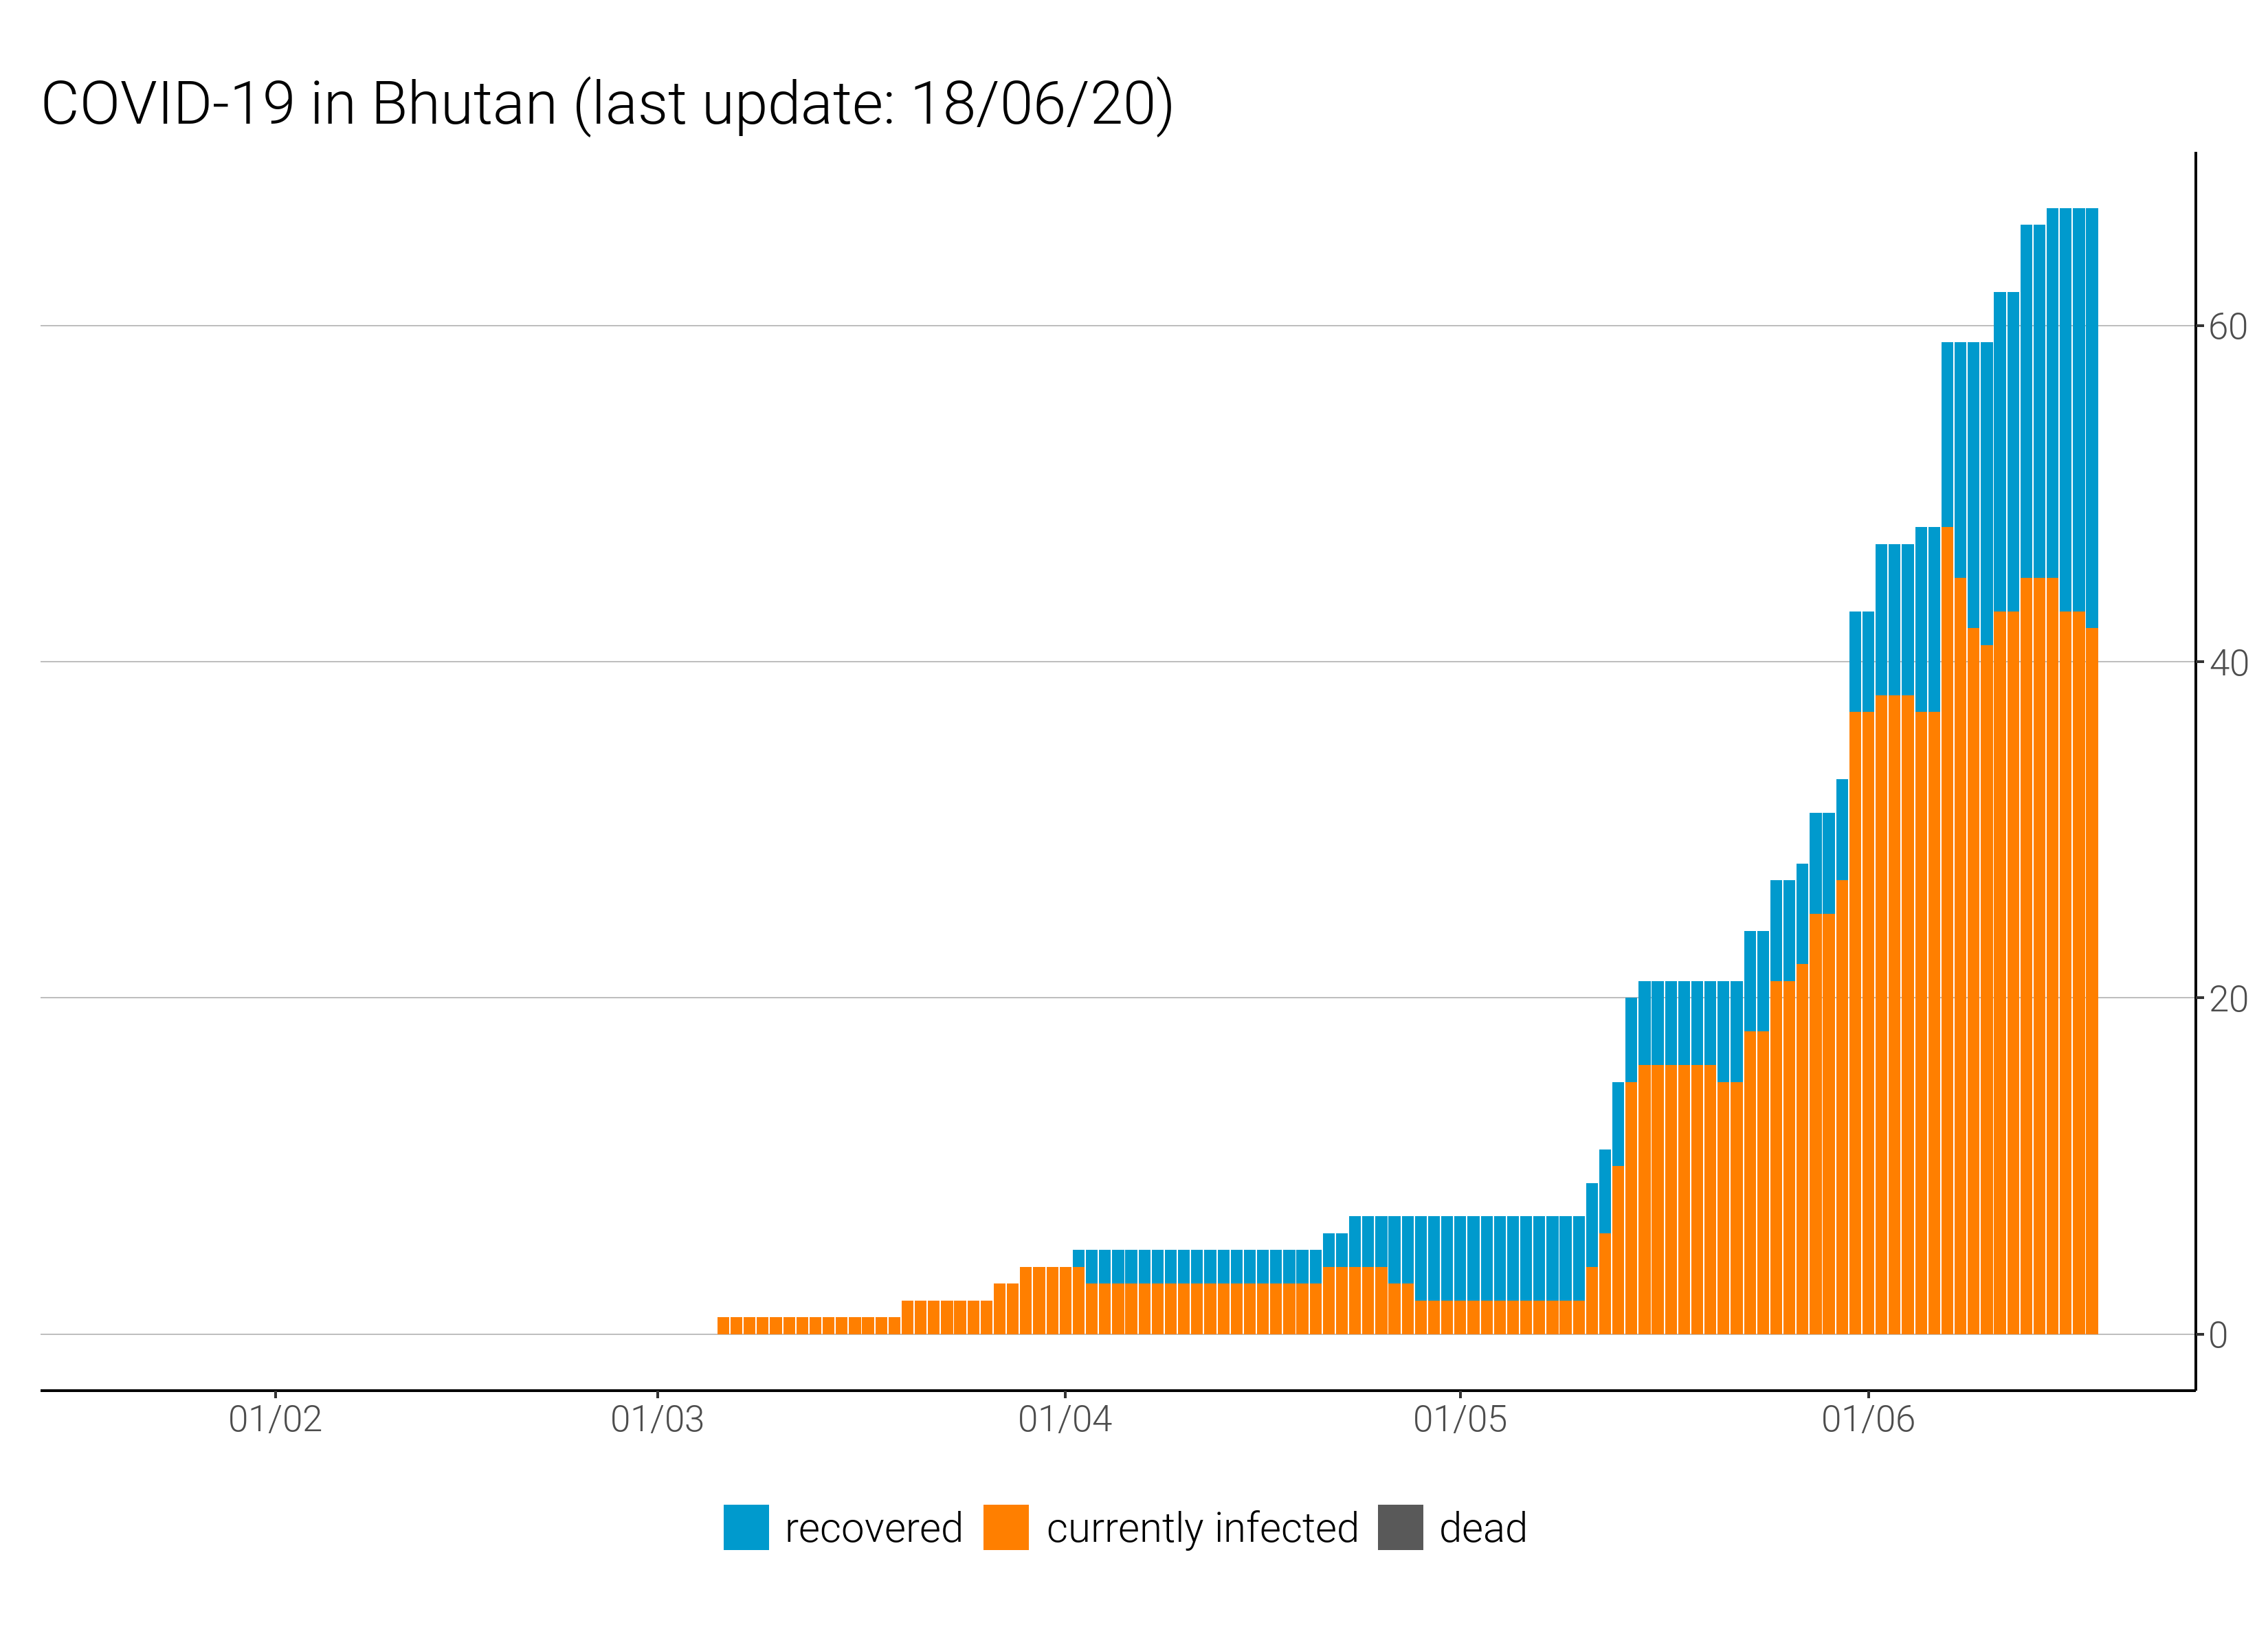 COVID-19 in Bhutan (last update: 18/06/20)
60
40
20
0
01/02 01/03 01/04 01/05 01/06
recovered currently infected dead